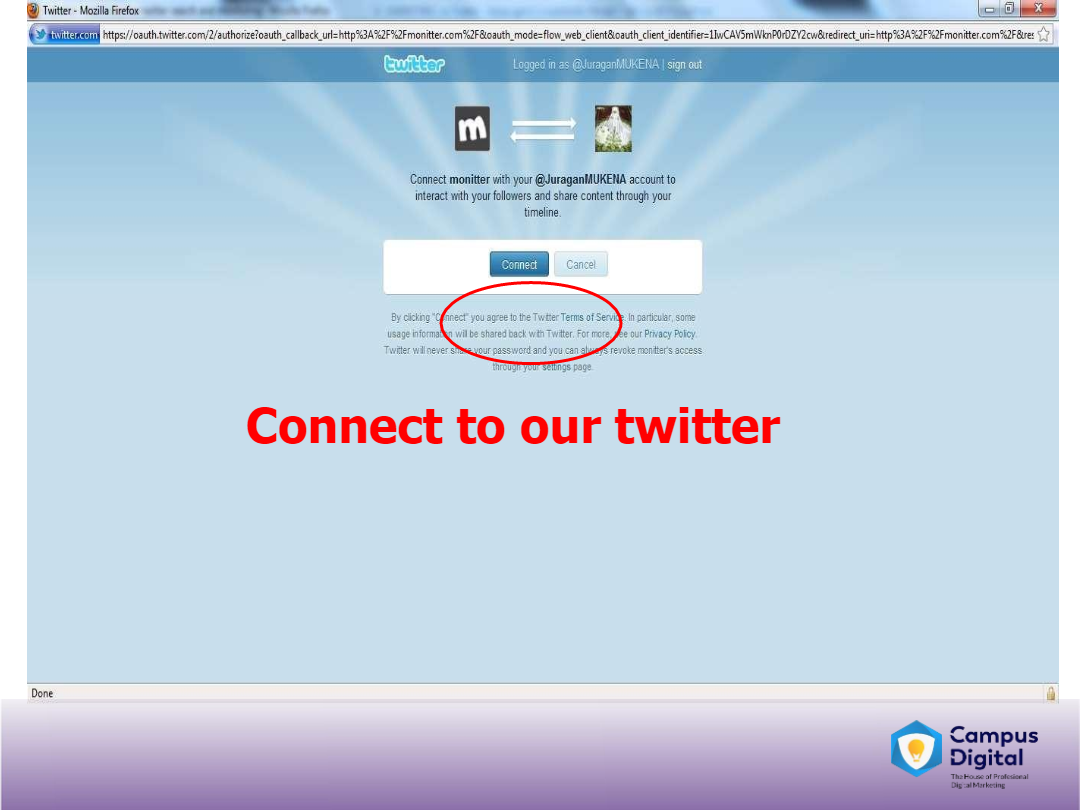 Twitter - Mozilla Firefox
twitter.com https://oauth.twitter.com/2/authorize?oauth_callback_url=http%3A%2F%2Fmonitter.com%2F&oauth_mode=flow_web_client&oauth_client_identifier=1IwCAV5mWknP0rDZY2cw&redirect_uri=http%3A%2F%2Fmonitter.com%2F&res
twitter Logged in as @JuraganMUKENA | sign out
m
Connect monitter with your @JuraganMUKENA account to
interact with your followers and share content through your
timeline.
Connect Cancel
By clicking "Connect" you agree to the Twitter Terms of Service. In particular, some
usage information will be shared back with Twitter. For more, see our Privacy Policy.
Twitter will never share your password and you can always revoke monitter's access
through your settings page.
Connect to our twitter
Done
Campus
Digital
The House of Profesional
Digital Marketing